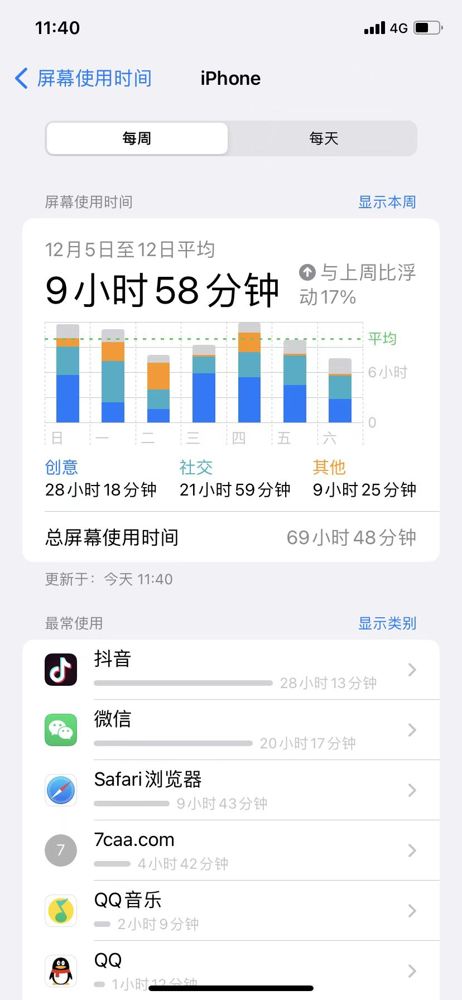 11:40 4G
屏幕使用时间 iPhone
每周 每天
屏幕使用时间 显示本周
12月5日至12日平均
9小时58分钟
与上周比浮
动17%
平均
6小时
0
日 一 二 三 四 五 六
创意 社交 其他
28小时18分钟 21小时59分钟 9小时25分钟
总屏幕使用时间 69小时48分钟
更新于：今天 11:40
最常使用 显示类别
抖音
28小时13分钟
微信
20小时17分钟
Safari浏览器
9小时43分钟
7
7caa.com
4小时42分钟
QQ音乐
2小时9分钟
QQ
1小时12分钟